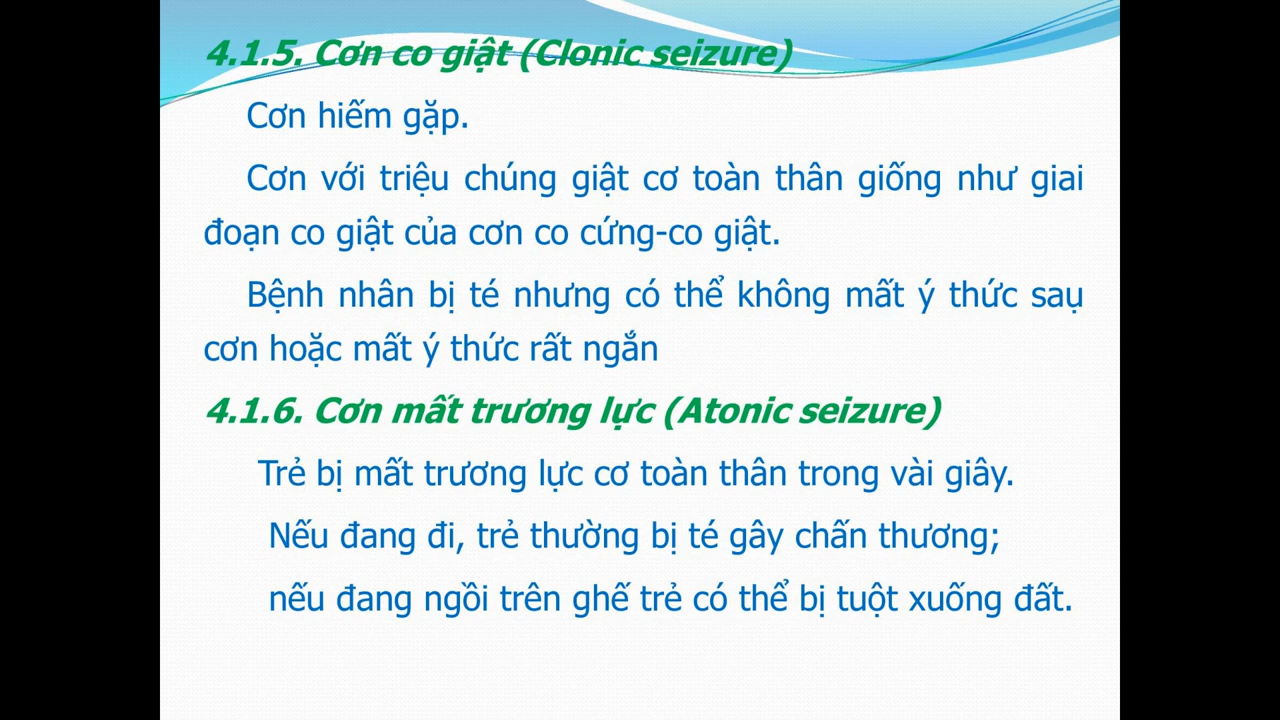 4.1.5. Cơn co giật (Clonic seizure)
Cơn hiếm gặp.
Cơn với triệu chúng giật cơ toàn thân giống như giai
đoạn co giật của cơn co cứng-co giật.
Bệnh nhân bị té nhưng có thể không mất ý thức saụ
cơn hoặc mất ý thức rất ngắn
4.1.6. Cơn mất trương lực (Atonic seizure)
Trẻ bị mất trương lực cơ toàn thân trong vài giây.
Nếu đang đi, trẻ thường bị té gây chấn thương;
nếu đang ngồi trên ghế trẻ có thể bị tuột xuống đất.